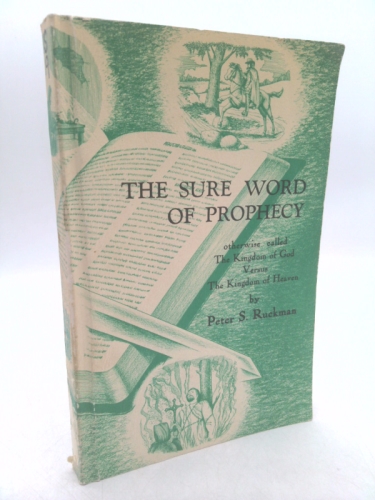 THE SURE WORD
OF PROPHECY
otherwise called
The Kingdom of God
Versus
The Kingdom of Heaven
by
Peter S. Ruckman